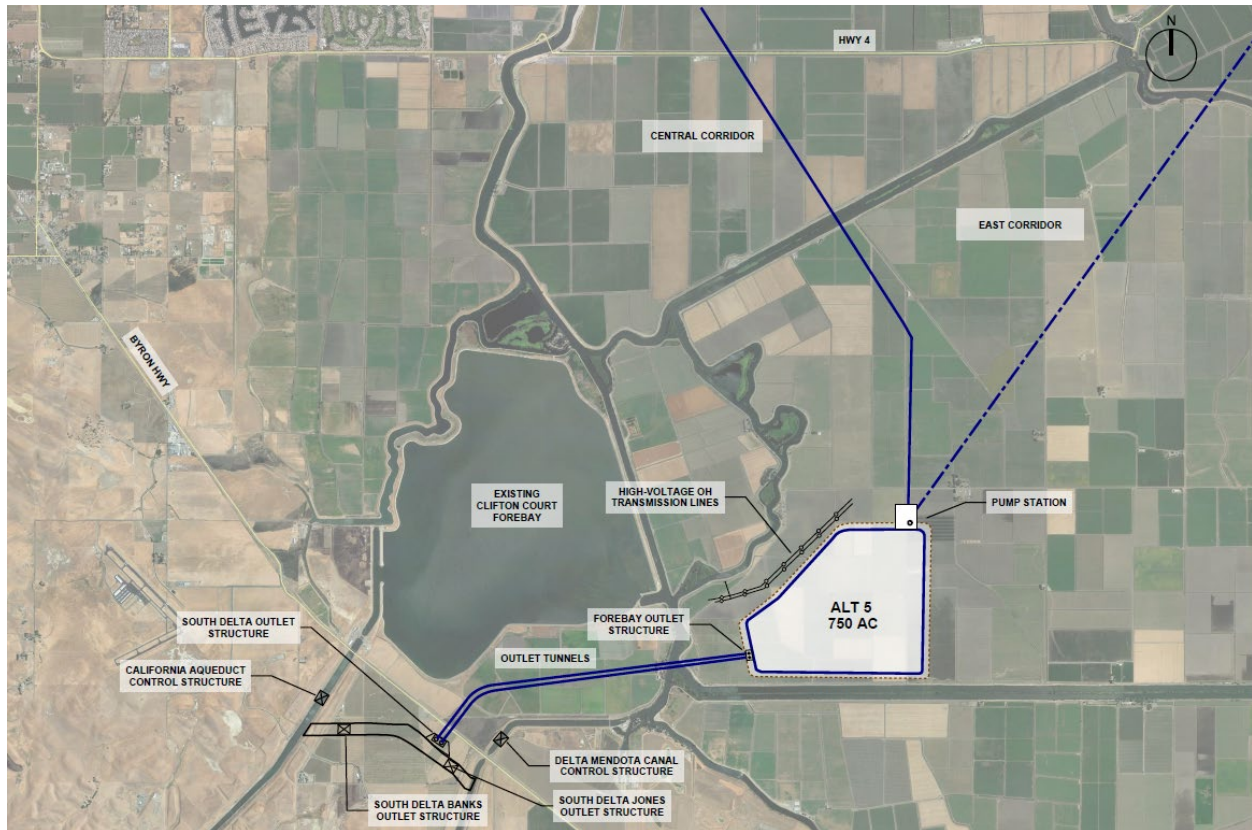 N
HWY 4
CENTRAL CORRIDOR
EAST CORRIDOR
BYRON HWY
EXISTING
CLIFTON COURT
FOREBAY
HIGH-VOLTAGE OH
TRANSMISSION LINES
PUMP STATION
ALT 5
750 AC
FOREBAY OUTLET
STRUCTURE
SOUTH DELTA OUTLET
STRUCTURE
OUTLET TUNNELS
CALIFORNIA AQUEDUCT
CONTROL STRUCTURE
DELTA MENDOTA CANAL
CONTROL STRUCTURE
SOUTH DELTA BANKS
OUTLET STRUCTURE
SOUTH DELTA JONES
OUTLET STRUCTURE